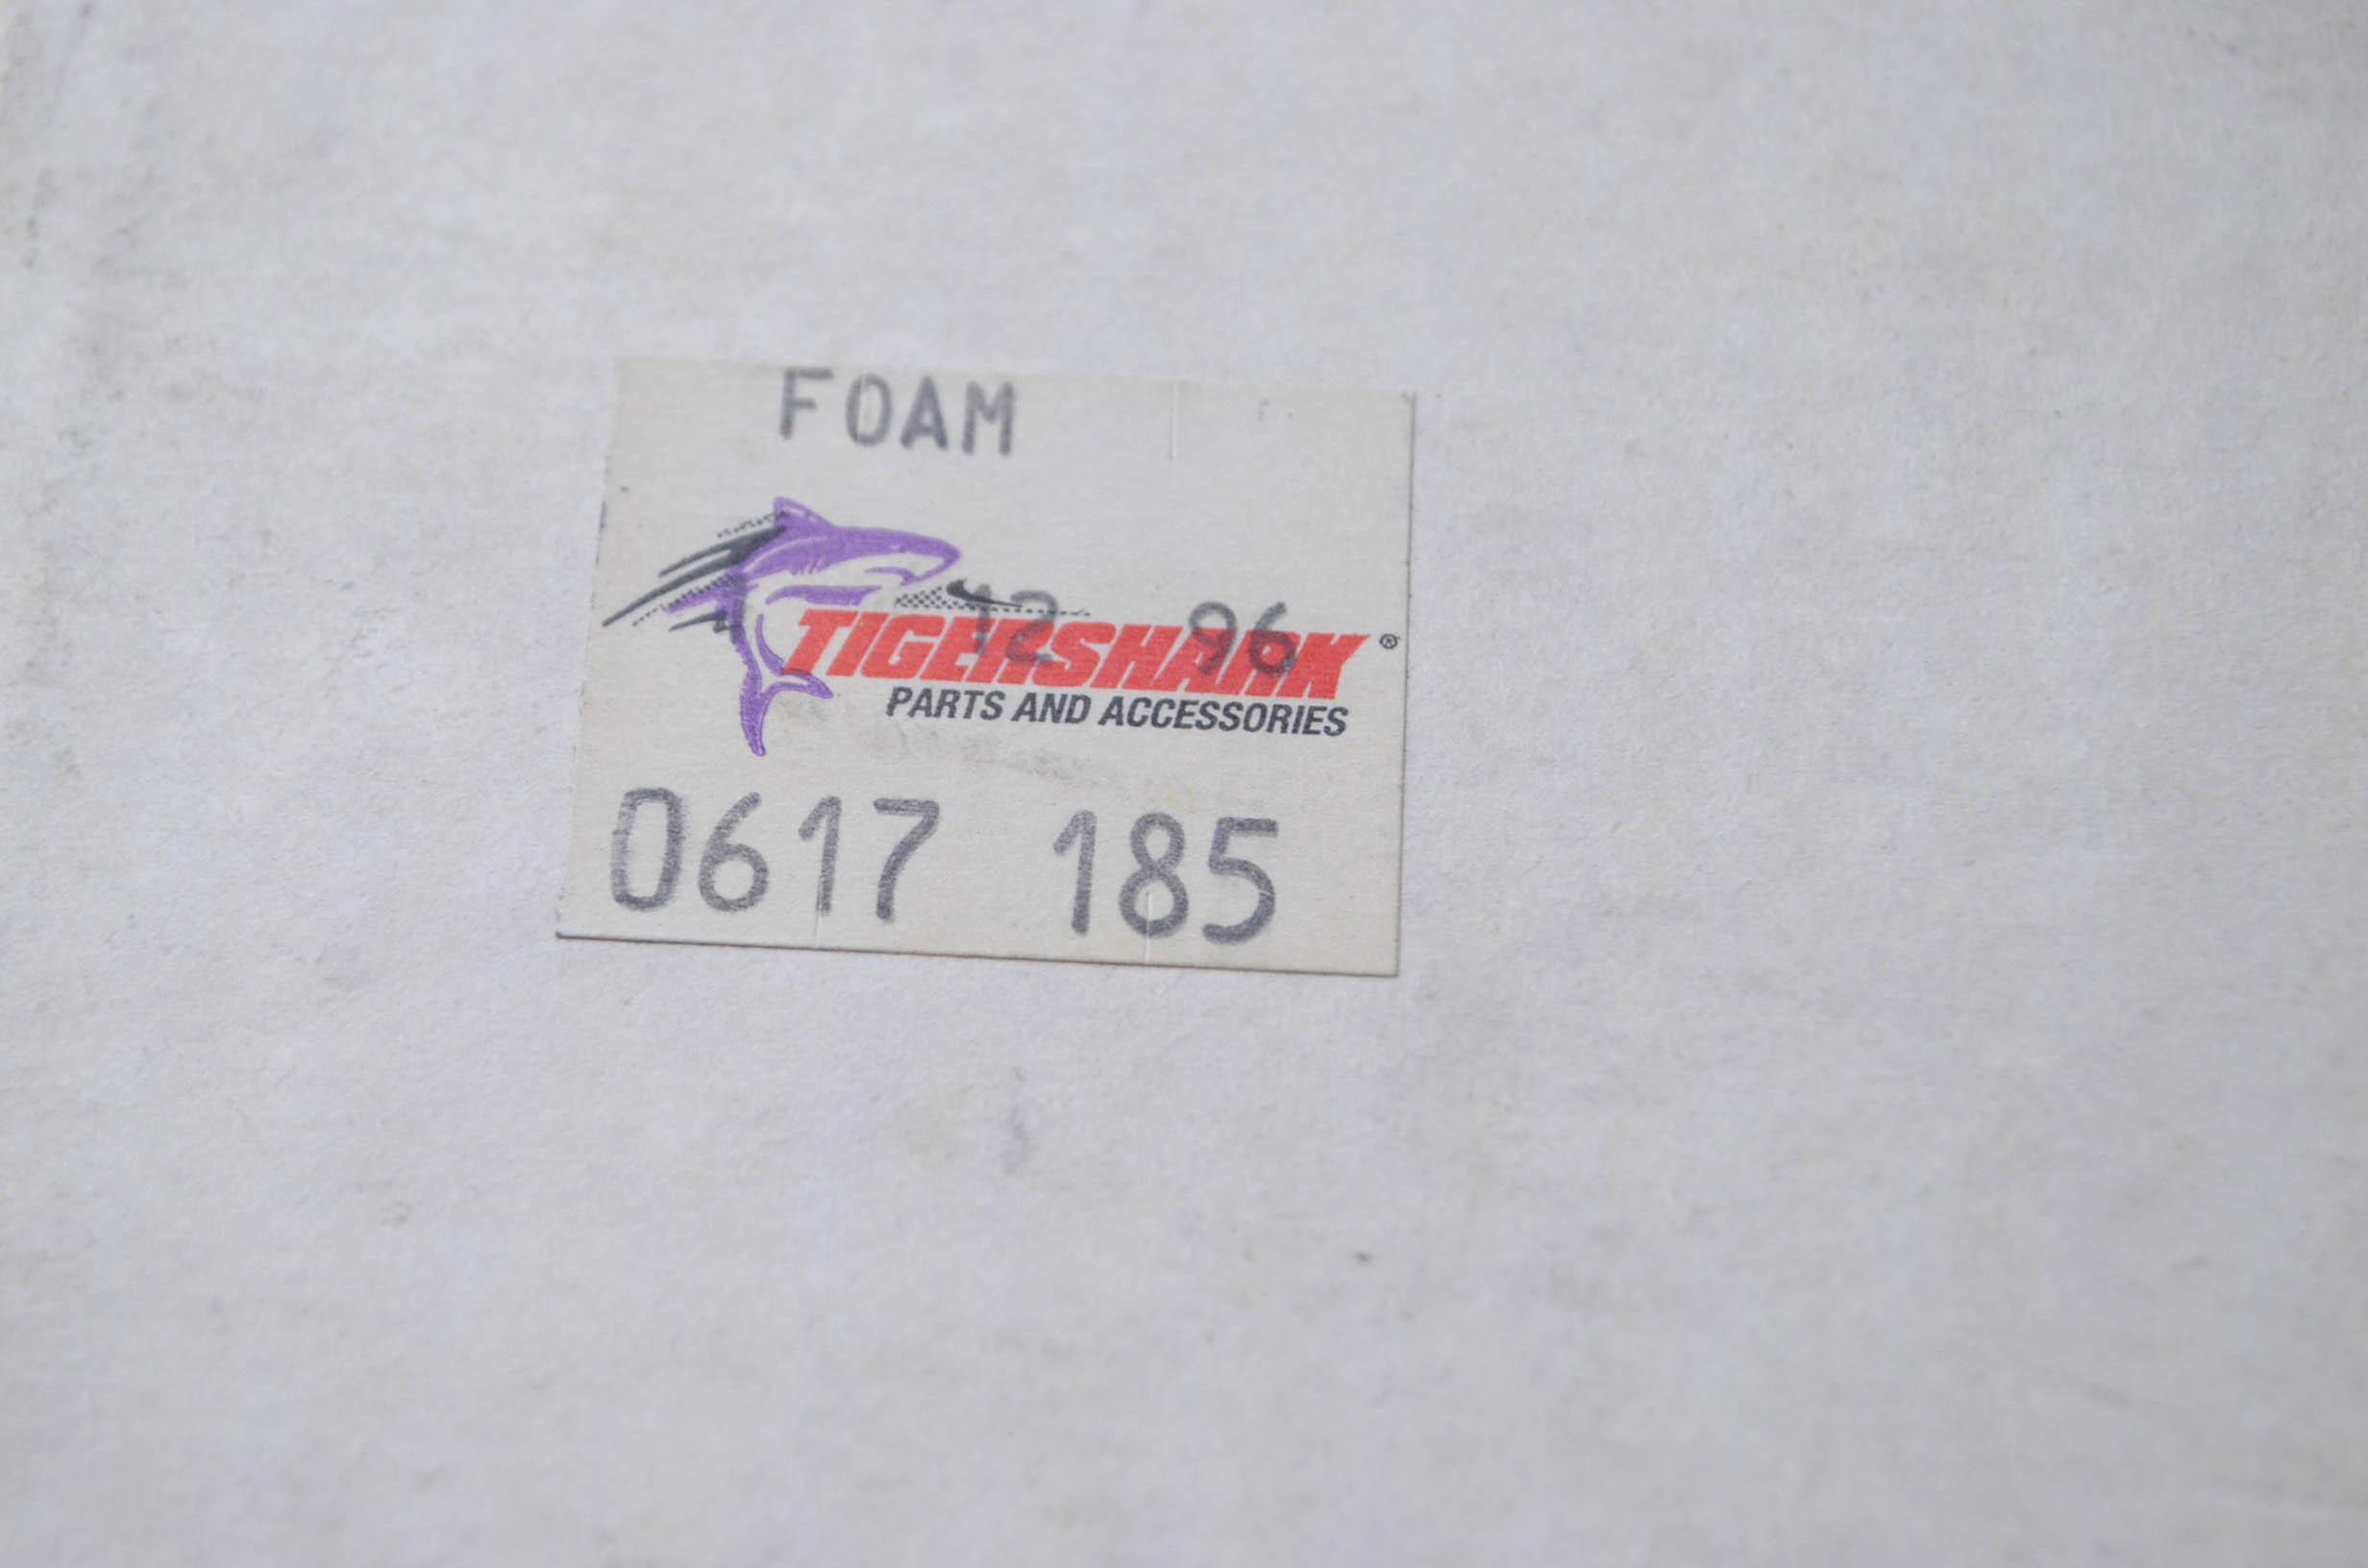 FOAM
12 96
TIGERSHARK®
PARTS AND ACCESSORIES
0617 185